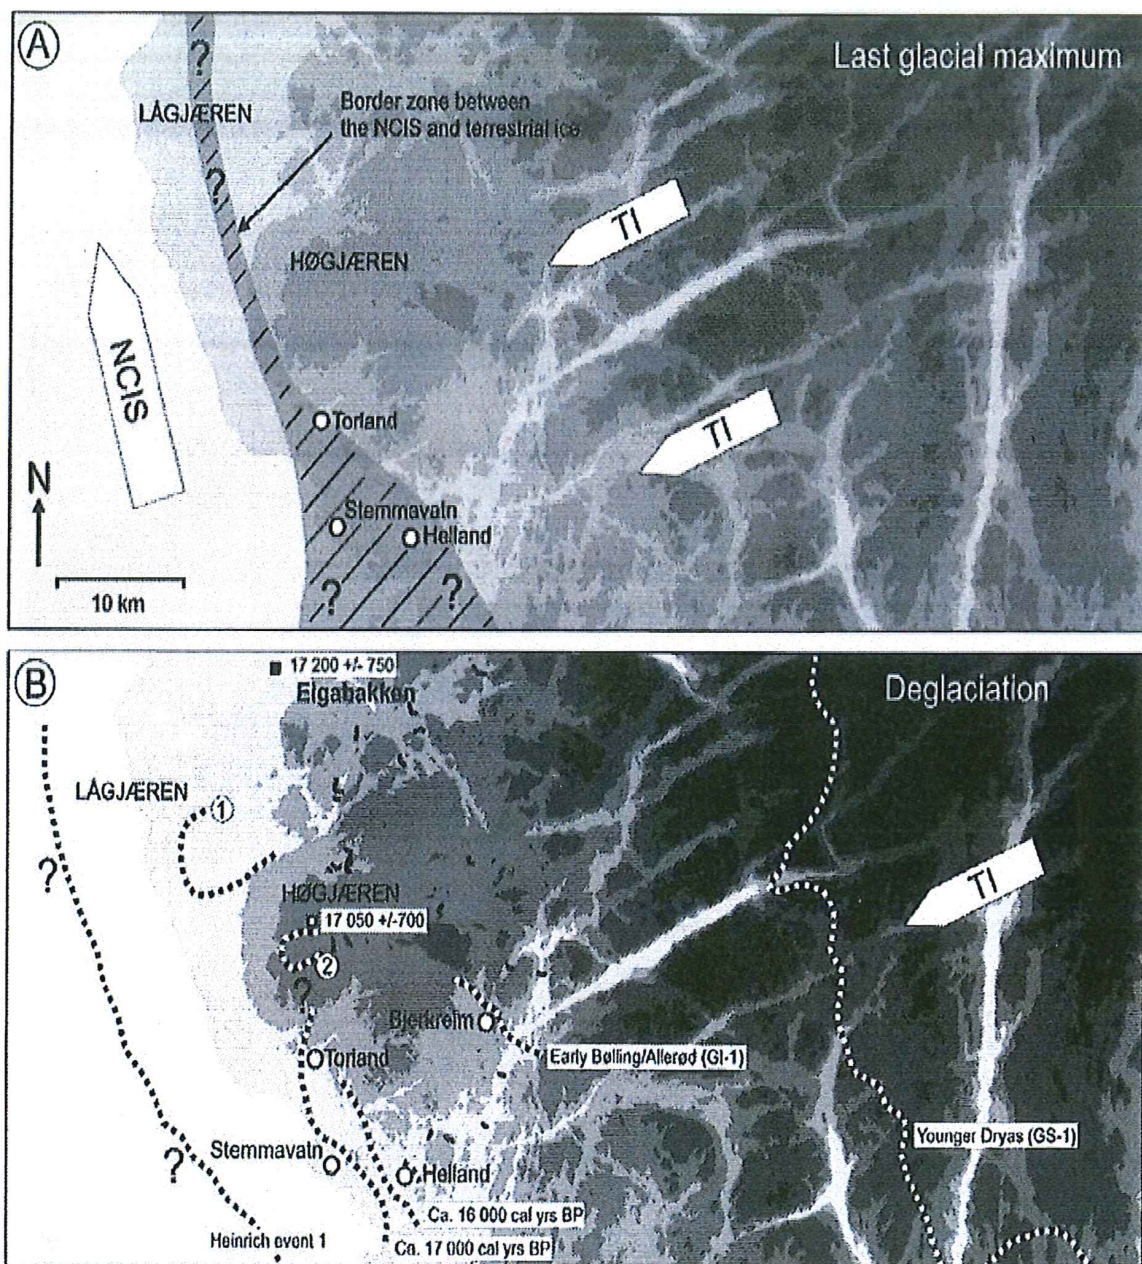 A
Last glacial maximum
?
LÅGJÆREN
Border zone between
the NCIS and terrestrial ice
?
TI
HØGJÆREN
NCIS
TI
Torland
N
Stemmavatn
Helland
10 km
?
?
B
17 200 +/- 750
Elgabakken
Deglaciation
LÅGJÆREN
1
?
HØGJÆREN
TI
17 050 +/-700
2
?
Bjerkreim
Torland
Early Bølling/Allerød (GI-1)
Younger Dryas (GS-1)
Stemmavatn
?
Helland
Ca. 16 000 cal yrs BP
Heinrich event 1
Ca. 17 000 cal yrs BP